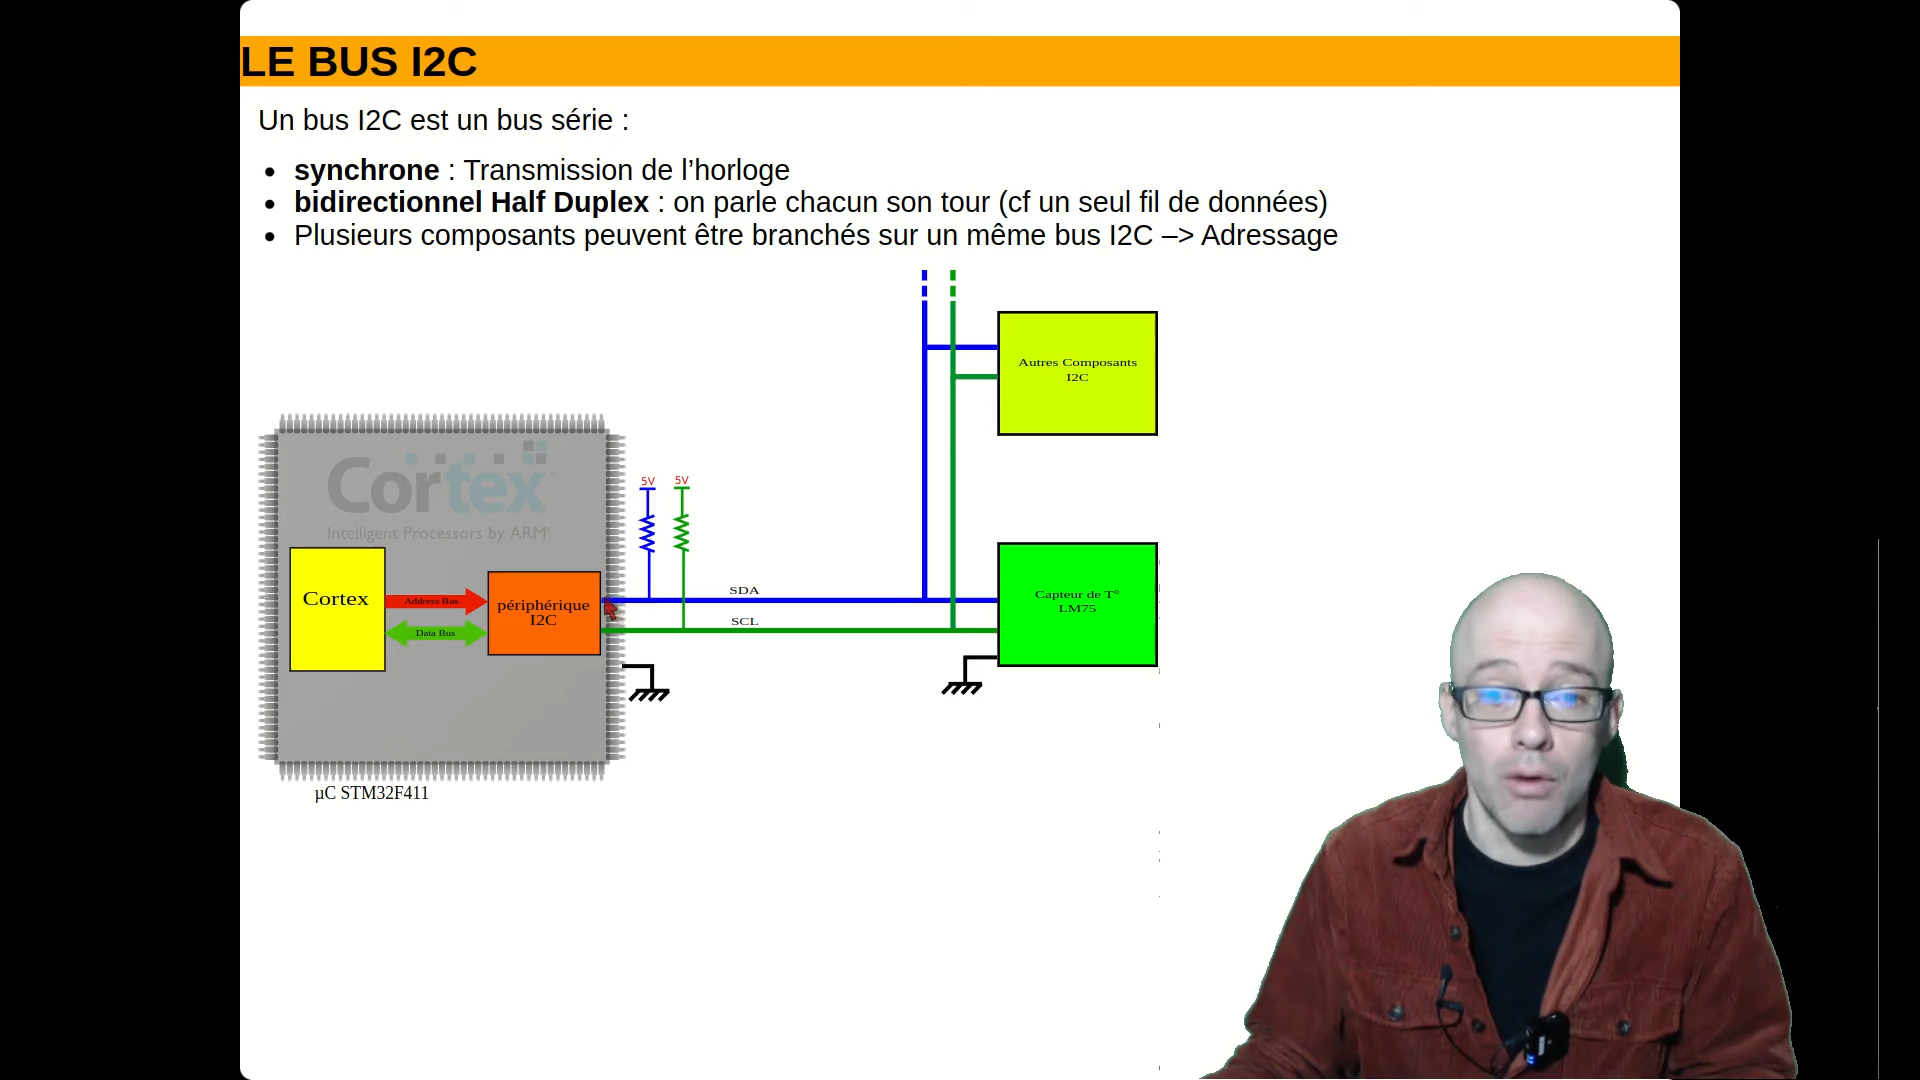 LE BUS I2C
Un bus I2C est un bus série :
synchrone : Transmission de l’horloge
bidirectionnel Half Duplex : on parle chacun son tour (cf un seul fil de données)
Plusieurs composants peuvent être branchés sur un même bus I2C –> Adressage
Autres Composants
I2C
Cortex
Intelligent Processors by ARM
5V
5V
Cortex
Address Bus
Data Bus
périphérique
I2C
SDA
SCL
Capteur de T°
LM75
µC STM32F411